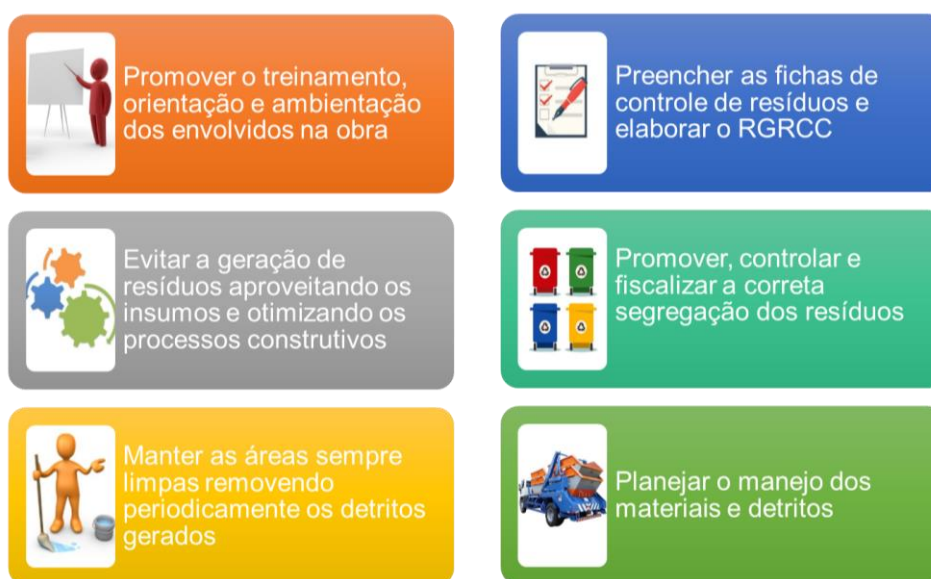 Promover o treinamento,
orientação e ambientação
dos envolvidos na obra
Preencher as fichas de
controle de resíduos e
elaborar o RGRCC
Evitar a geração de
resíduos aproveitando os
insumos e otimizando os
processos construtivos
Promover, controlar e
fiscalizar a correta
segregação dos resíduos
Manter as áreas sempre
limpas removendo
periodicamente os detritos
gerados
Planejar o manejo dos
materiais e detritos